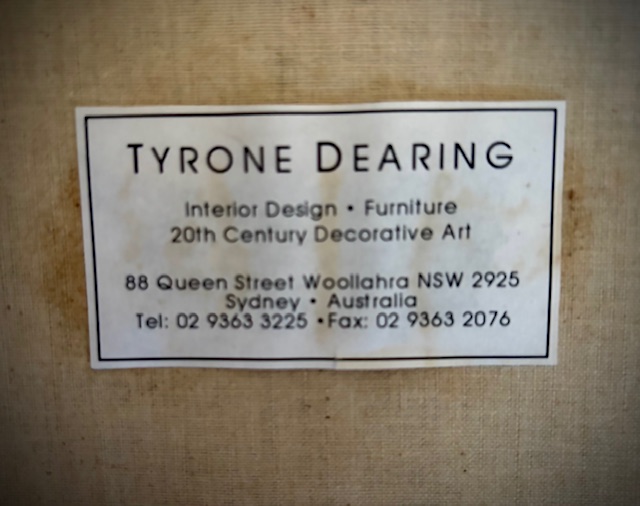 TYRONE DEARING
Interior Design • Furniture
20th Century Decorative Art
88 Queen Street Woollahra NSW 2925
Sydney • Australia
Tel: 02 9363 3225 • Fax: 02 9363 2076